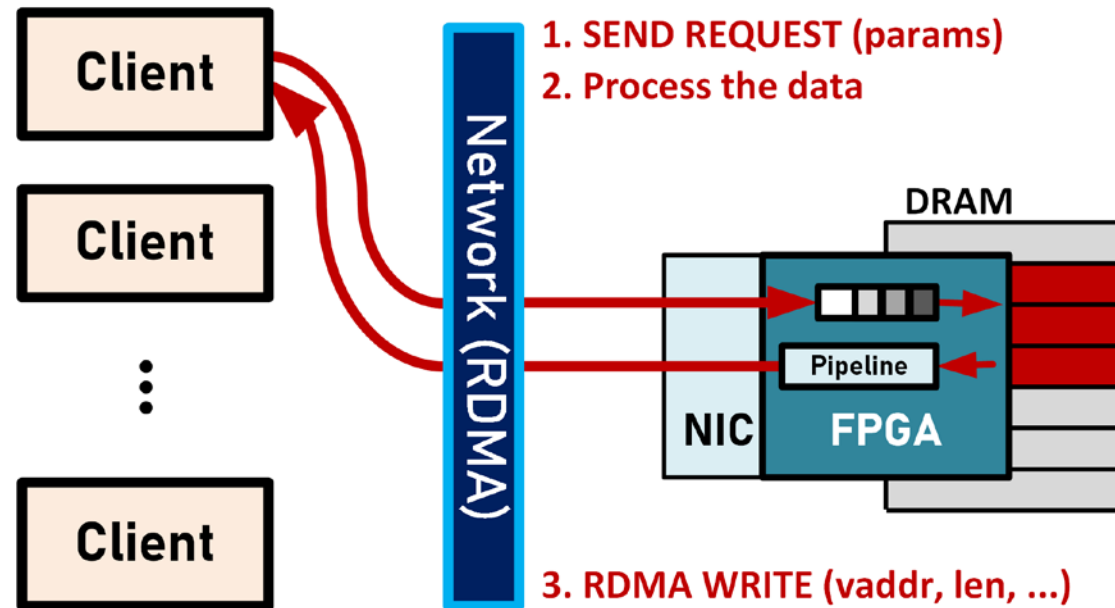 Client
1. SEND REQUEST (params)
2. Process the data
Client
Network (RDMA)
DRAM
Pipeline
NIC
FPGA
Client
3. RDMA WRITE (vaddr, len, ...)